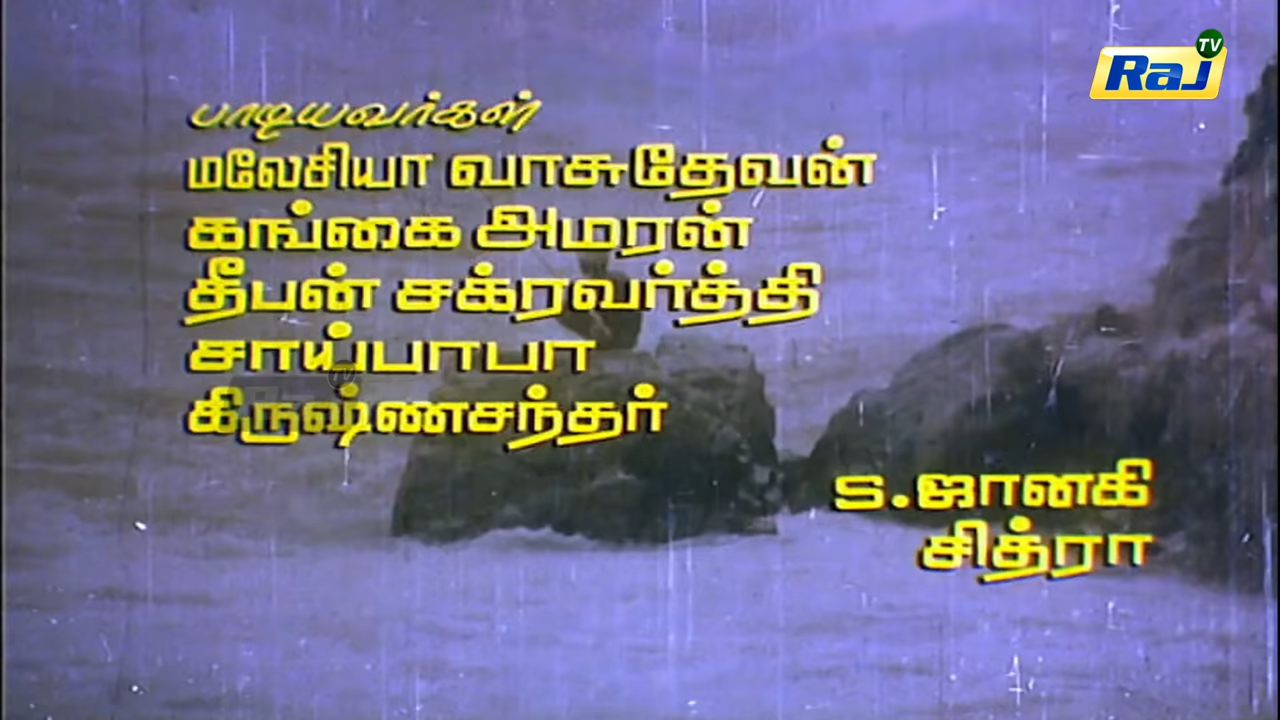 Raj TV
பாடியவர்கள்
மலேசியா வாசுதேவன்
கங்கை அமரன்
தீபன் சக்ரவர்த்தி
சாய்பாபா
கிருஷ்ணசந்தர்
S.ஜானகி
சித்ரா